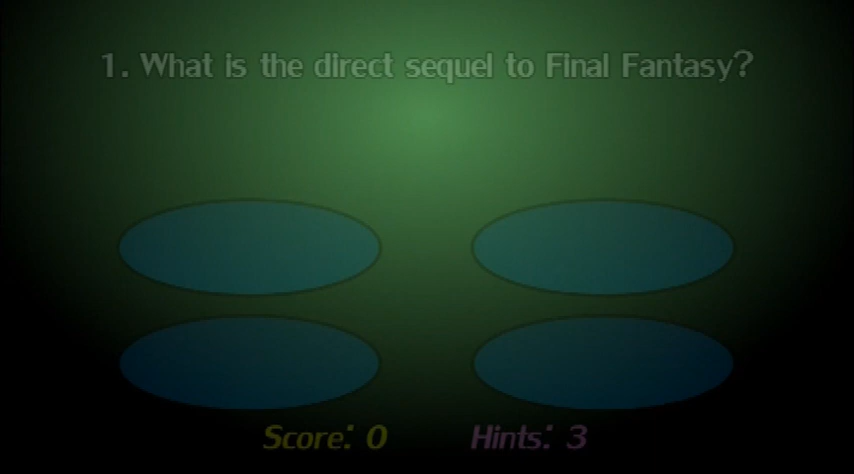 1. What is the direct sequel to Final Fantasy?
Score: 0 Hints: 3